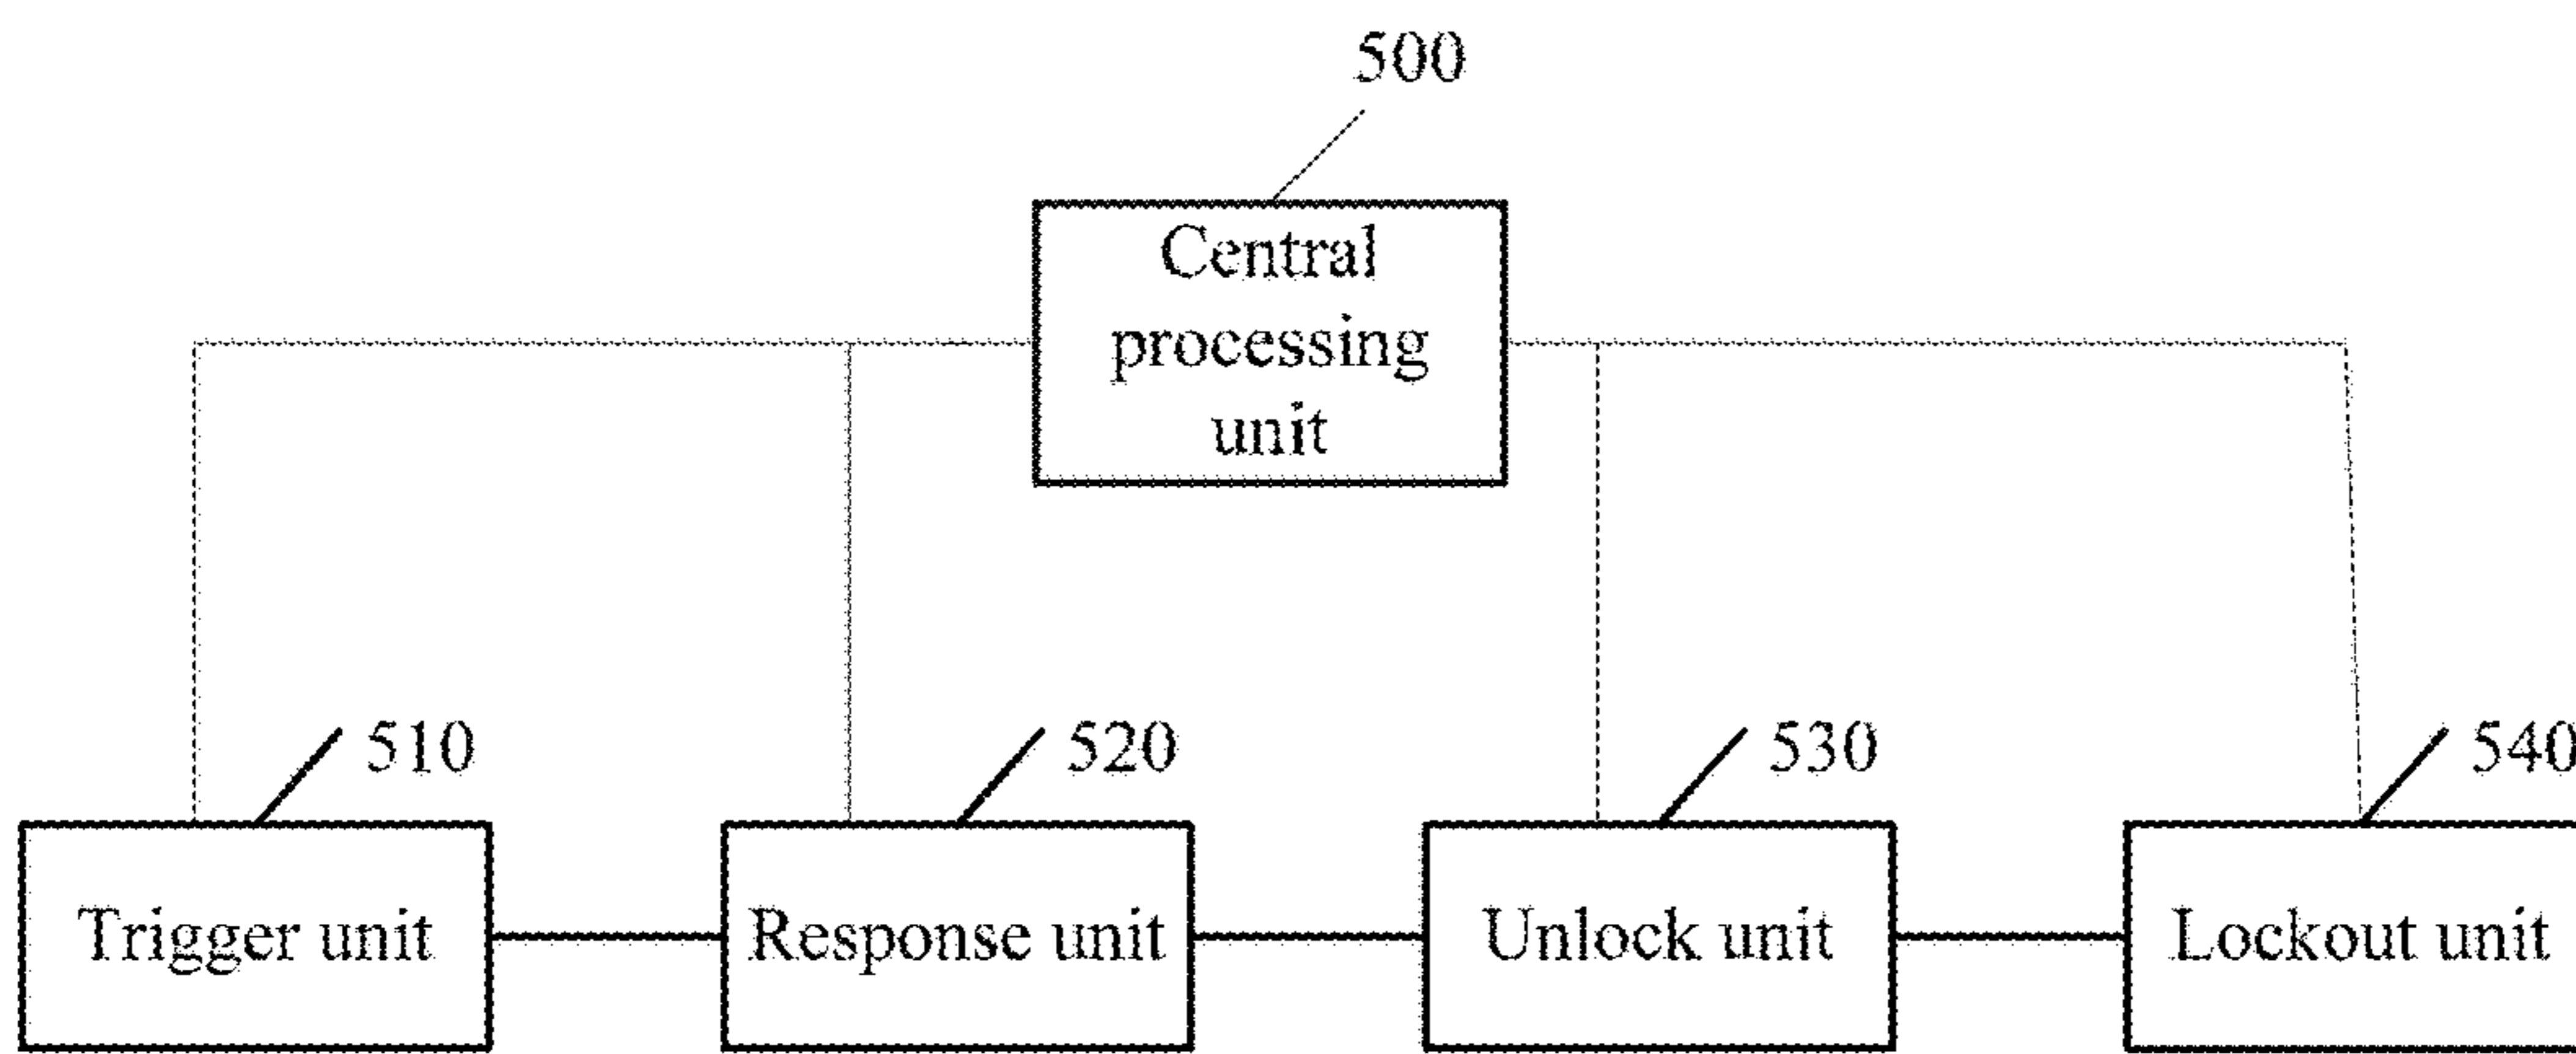 500
Central
processing
unit
510
520
530
540
Trigger unit
Response unit
Unlock unit
Lockout unit